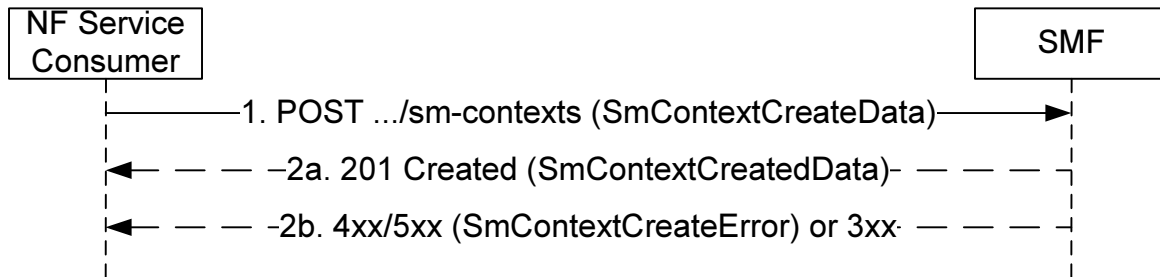 NF Service
Consumer
SMF
1. POST .../sm-contexts (SmContextCreateData)
2a. 201 Created (SmContextCreatedData)
2b. 4xx/5xx (SmContextCreateError) or 3xx